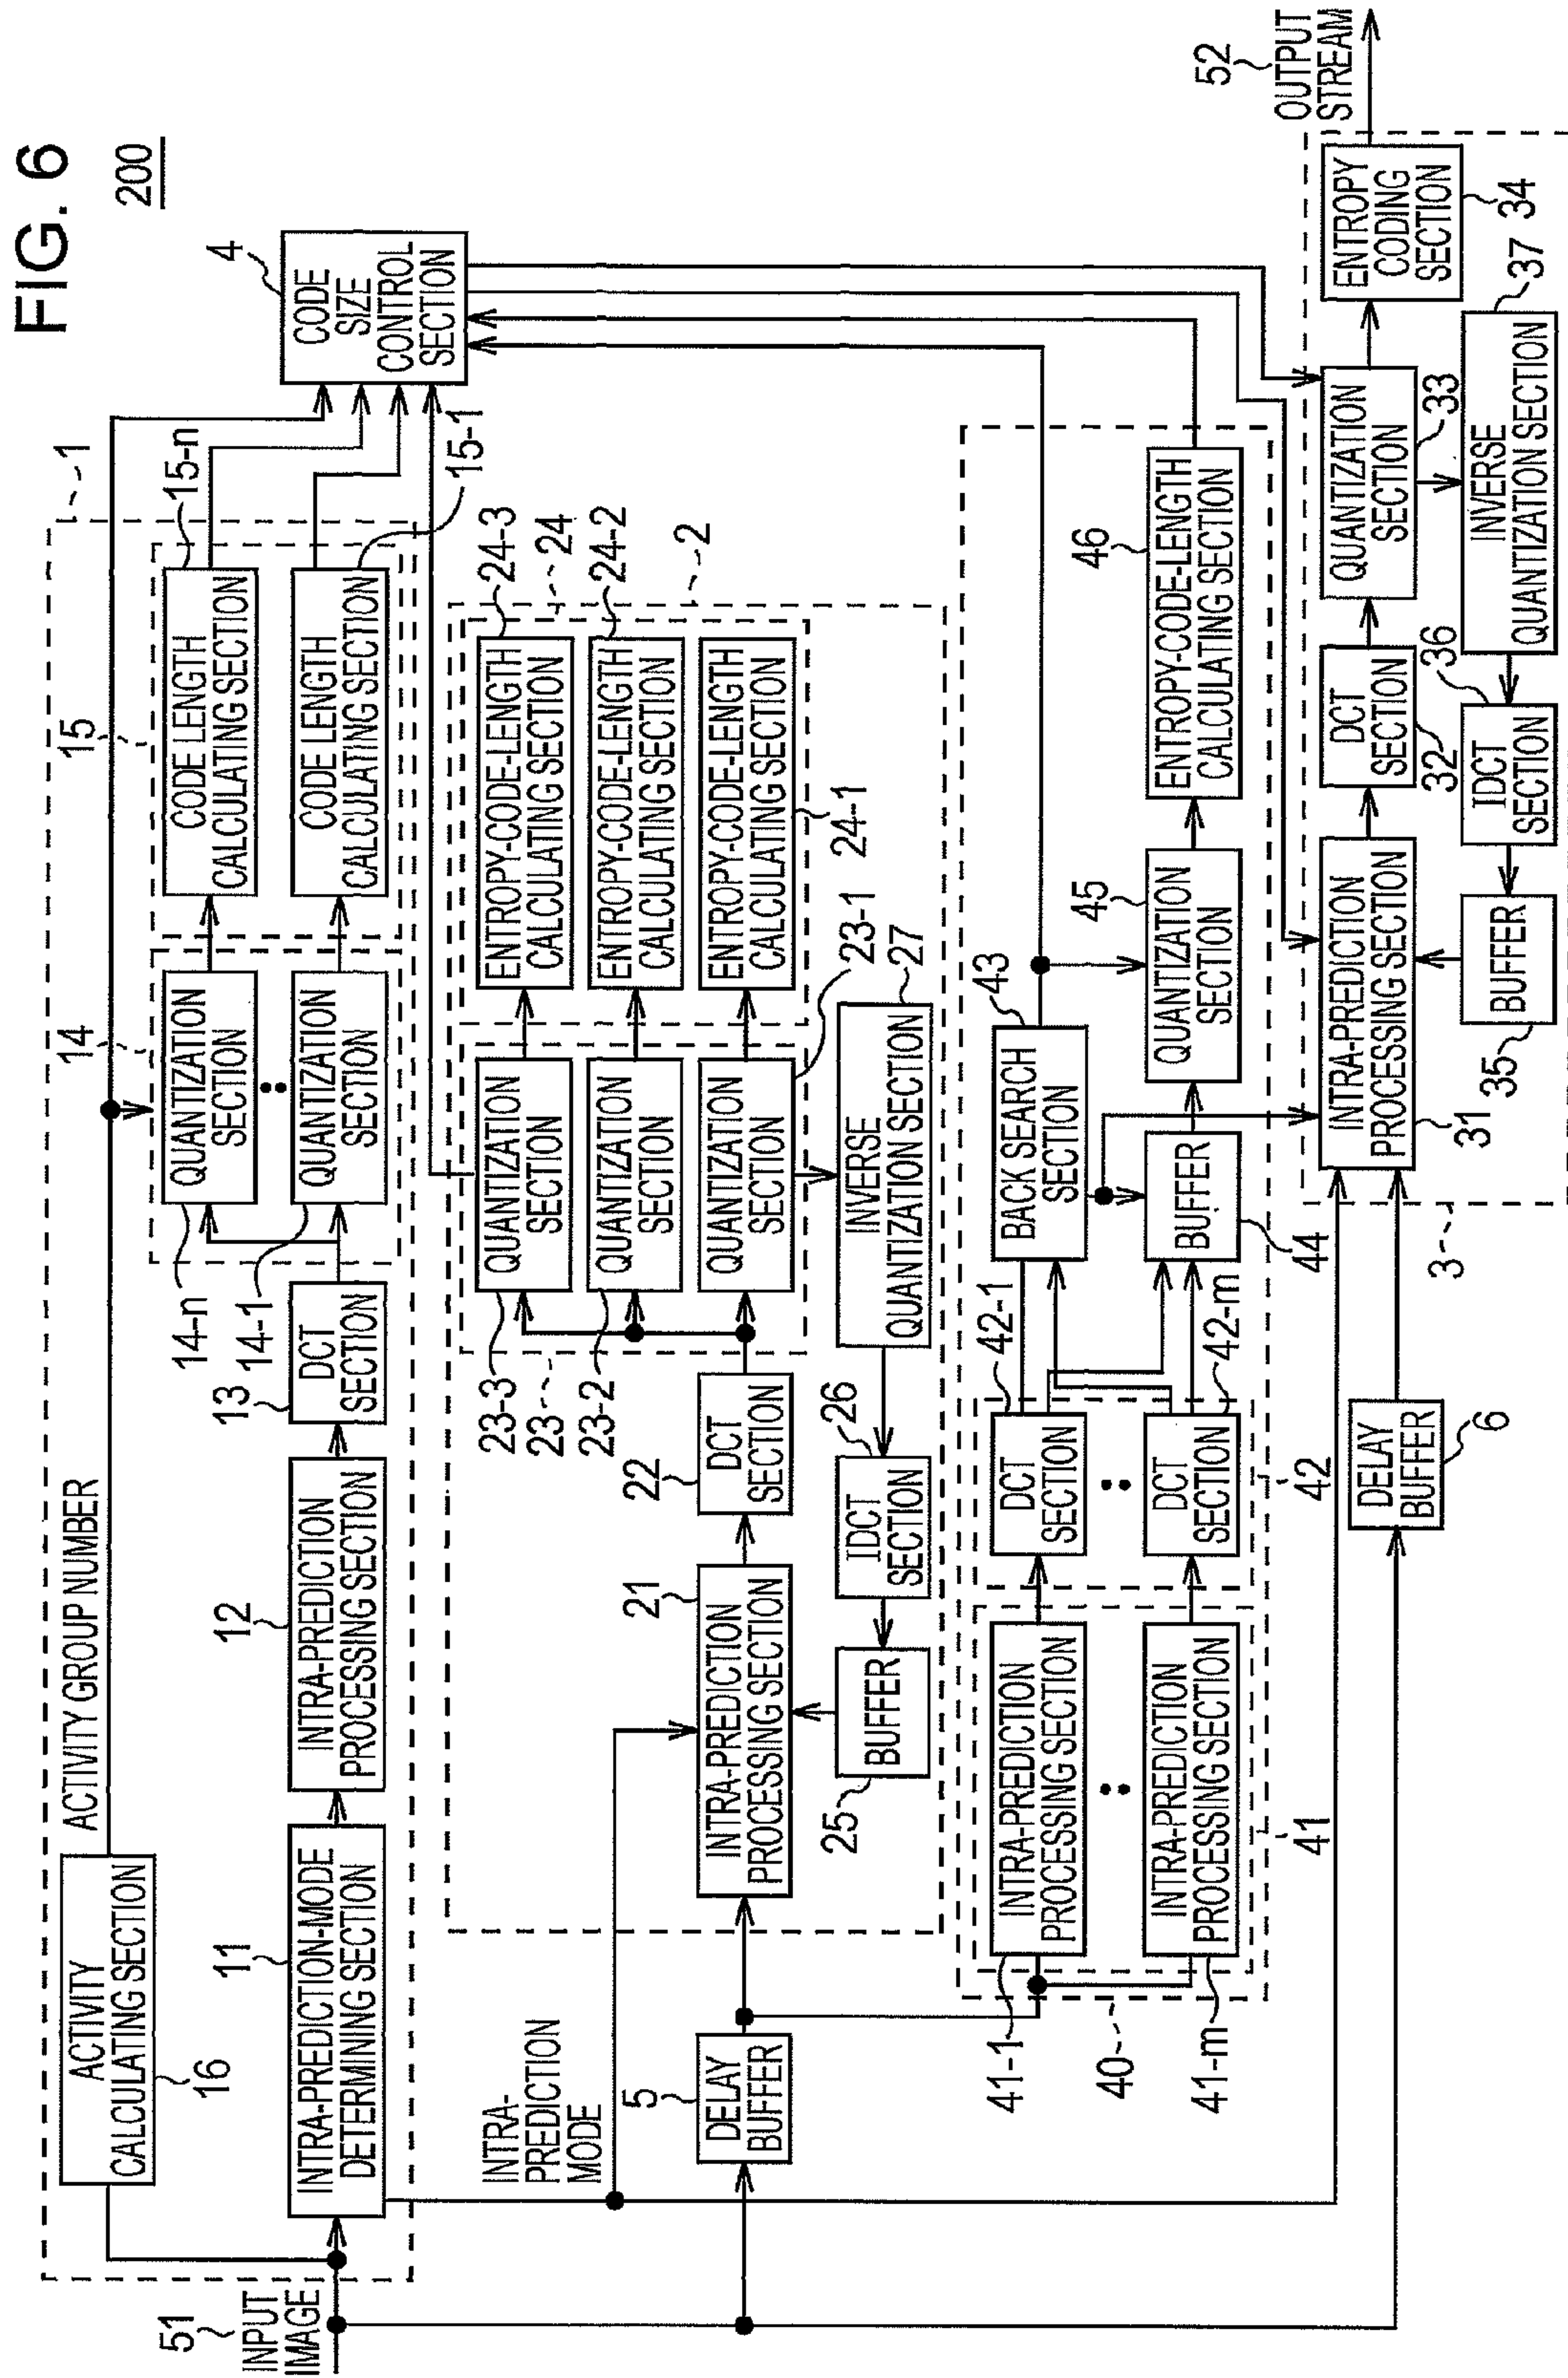 FIG. 6
200
51
INPUT
IMAGE
1
ACTIVITY
CALCULATING SECTION
16
ACTIVITY GROUP NUMBER
11
INTRA-PREDICTION-MODE
DETERMINING SECTION
12
INTRA-PREDICTION
PROCESSING SECTION
13
DCT
SECTION
14
14-n
QUANTIZATION
SECTION
14-1
QUANTIZATION
SECTION
15
CODE LENGTH
CALCULATING SECTION
15-n
CODE LENGTH
CALCULATING SECTION
15-1
4
CODE
SIZE
CONTROL
SECTION
INTRA-
PREDICTION
MODE
5
DELAY
BUFFER
2
21
INTRA-PREDICTION
PROCESSING SECTION
22
DCT
SECTION
23-3
23
23-2
QUANTIZATION
SECTION
QUANTIZATION
SECTION
QUANTIZATION
SECTION
23-1
24-3
24
24-2
ENTROPY-CODE-LENGTH
CALCULATING SECTION
ENTROPY-CODE-LENGTH
CALCULATING SECTION
ENTROPY-CODE-LENGTH
CALCULATING SECTION
24-1
25
BUFFER
26
IDCT
SECTION
INVERSE
QUANTIZATION SECTION
27
40
41-1
INTRA-PREDICTION
PROCESSING SECTION
INTRA-PREDICTION
PROCESSING SECTION
41-m
41
42-1
DCT
SECTION
DCT
SECTION
42-m
42
43
BACK SEARCH
SECTION
BUFFER
44
45
QUANTIZATION
SECTION
46
ENTROPY-CODE-LENGTH
CALCULATING SECTION
DELAY
BUFFER
6
3
INTRA-PREDICTION
PROCESSING SECTION
31
DCT
SECTION
32
QUANTIZATION
SECTION
33
ENTROPY
CODING
SECTION
34
BUFFER
35
IDCT
SECTION
36
INVERSE
QUANTIZATION SECTION
37
52
OUTPUT
STREAM